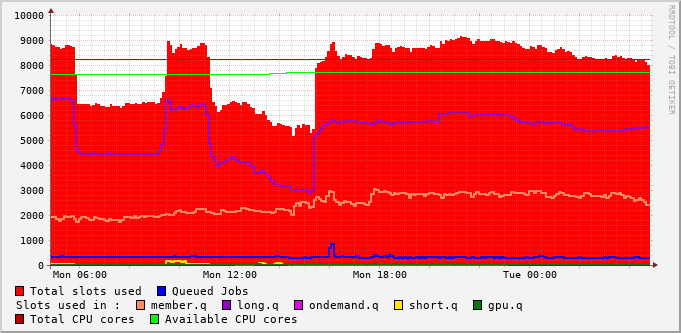 10000
9000
8000
7000
6000
5000
4000
3000
2000
1000
0
Mon 06:00 Mon 12:00 Mon 18:00 Tue 00:00
RRDTOOL / TOBI OETIKER
Total slots used Queued Jobs
Slots used in : member.q long.q ondemand.q short.q gpu.q
Total CPU cores Available CPU cores